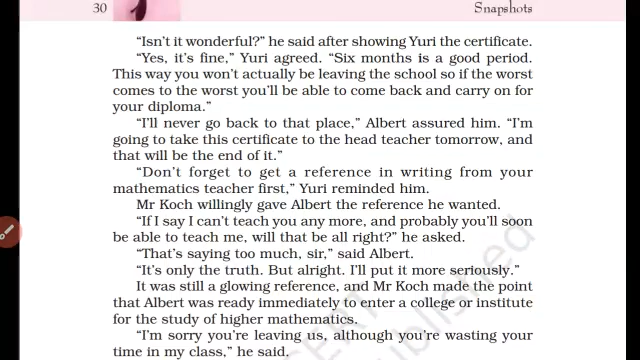 30
Snapshots
“Isn't it wonderful?” he said after showing Yuri the certificate.
“Yes, it's fine,” Yuri agreed. “Six months is a good period.
This way you won't actually be leaving the school so if the worst
comes to the worst you'll be able to come back and carry on for
your diploma.”
“I'll never go back to that place,” Albert assured him. “I'm
going to take this certificate to the head teacher tomorrow, and
that will be the end of it.”
“Don't forget to get a reference in writing from your
mathematics teacher first,” Yuri reminded him.
Mr Koch willingly gave Albert the reference he wanted.
“If I say I can't teach you any more, and probably you'll soon
be able to teach me, will that be all right?” he asked.
“That's saying too much, sir,” said Albert.
“It's only the truth. But alright. I'll put it more seriously.”
It was still a glowing reference, and Mr Koch made the point
that Albert was ready immediately to enter a college or institute
for the study of higher mathematics.
“I'm sorry you're leaving us, although you're wasting your
time in my class,” he said.